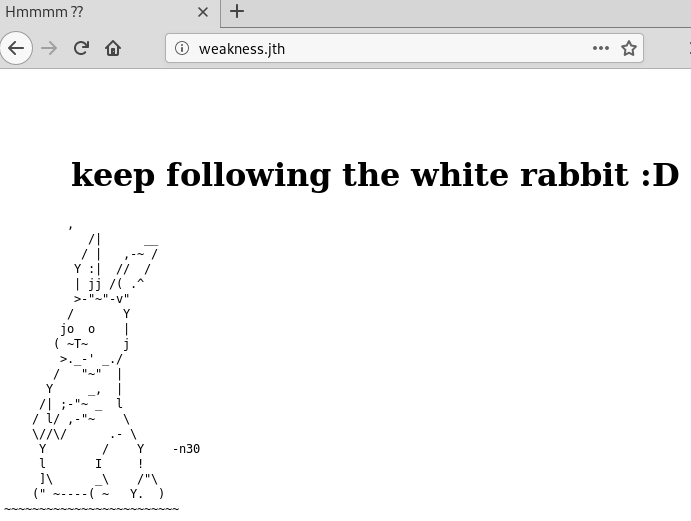 Hmmmm ??
weakness.jth
keep following the white rabbit :D
            ,
            /|      __
           / |   ,-~ /
          Y :|  //  /
          | jj /( .^
          >-"~"-v"
         /       Y
        jo  o    |
       ( ~T~     j
        >._-' _./
       /   "~"  |
      Y     _,  |
     /| ;-"~ _  l
    / l/ ,-"~    \
    \//\/      .- \
     Y        /    Y    -n30
     l       I     !
     ]\      _\    /"\
    (" ~----( ~   Y.  )
~~~~~~~~~~~~~~~~~~~~~~~~~